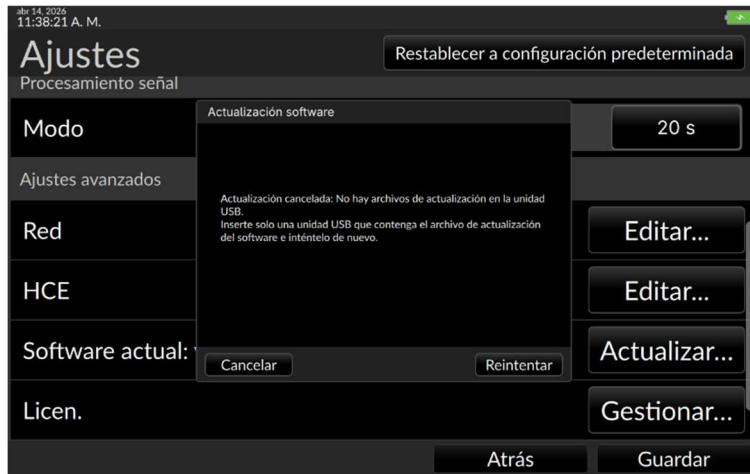 abr 14, 2026
11:38:21 A. M.
Ajustes
Restablecer a configuración predeterminada
Procesamiento señal
Modo
20 s
Ajustes avanzados
Red
Editar...
HCE
Editar...
Software actual:
Actualizar...
Licen.
Gestionar...
Actualización software
Actualización cancelada: No hay archivos de actualización en la unidad
USB.
Inserte solo una unidad USB que contenga el archivo de actualización
del software e inténtelo de nuevo.
Cancelar
Reintentar
Atrás
Guardar